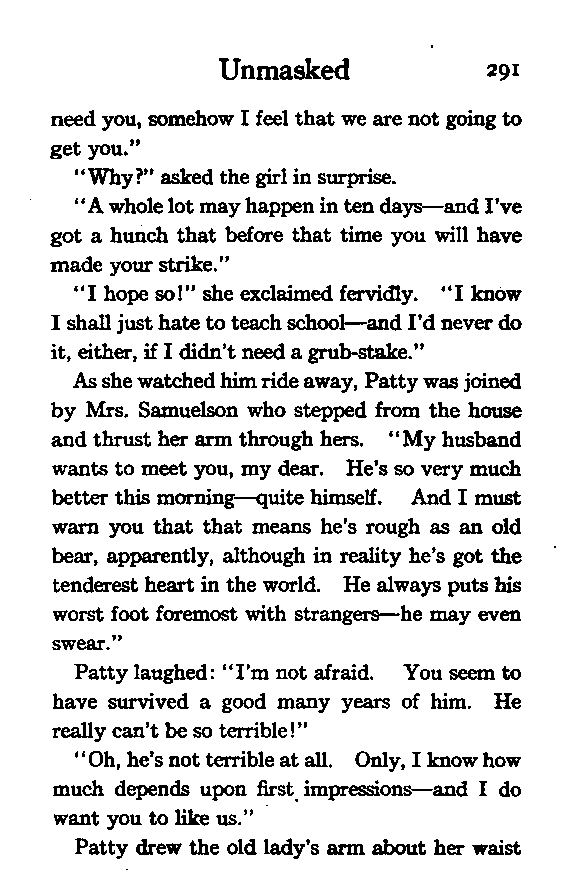 Unmasked 291
need you, somehow I feel that we are not going to
get you."
"Why?" asked the girl in surprise.
"A whole lot may happen in ten days—and I've
got a hunch that before that time you will have
made your strike."
"I hope so!" she exclaimed fervidly. "I know
I shall just hate to teach school—and I'd never do
it, either, if I didn't need a grub-stake."
As she watched him ride away, Patty was joined
by Mrs. Samuelson who stepped from the house
and thrust her arm through hers. "My husband
wants to meet you, my dear. He's so very much
better this morning—quite himself. And I must
warn you that that means he's rough as an old
bear, apparently, although in reality he's got the
tenderest heart in the world. He always puts his
worst foot foremost with strangers—he may even
swear."
Patty laughed: "I'm not afraid. You seem to
have survived a good many years of him. He
really can't be so terrible!"
"Oh, he's not terrible at all. Only, I know how
much depends upon first impressions—and I do
want you to like us."
Patty drew the old lady's arm about her waist